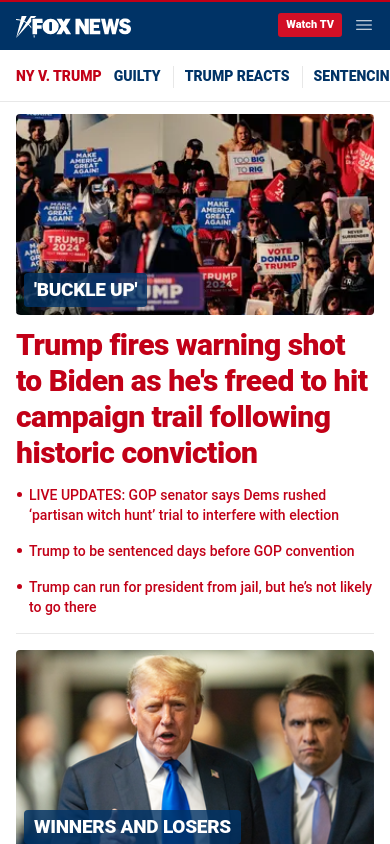 FOX NEWS
Watch TV
NY V. TRUMP GUILTY TRUMP REACTS SENTENCIN
MAKE AMERICA GREAT AGAIN!
TOO BIG TO RIG
MAKE AMERICA GREAT AGAIN!
MAKE AMERICA GREAT AGAIN!
NEVER SURRENDER
TRUMP 2024
VOTE DONALD TRUMP
TRUMP
'BUCKLE UP'
Trump fires warning shot
to Biden as he's freed to hit
campaign trail following
historic conviction
• LIVE UPDATES: GOP senator says Dems rushed
‘partisan witch hunt’ trial to interfere with election
• Trump to be sentenced days before GOP convention
• Trump can run for president from jail, but he’s not likely
to go there
WINNERS AND LOSERS